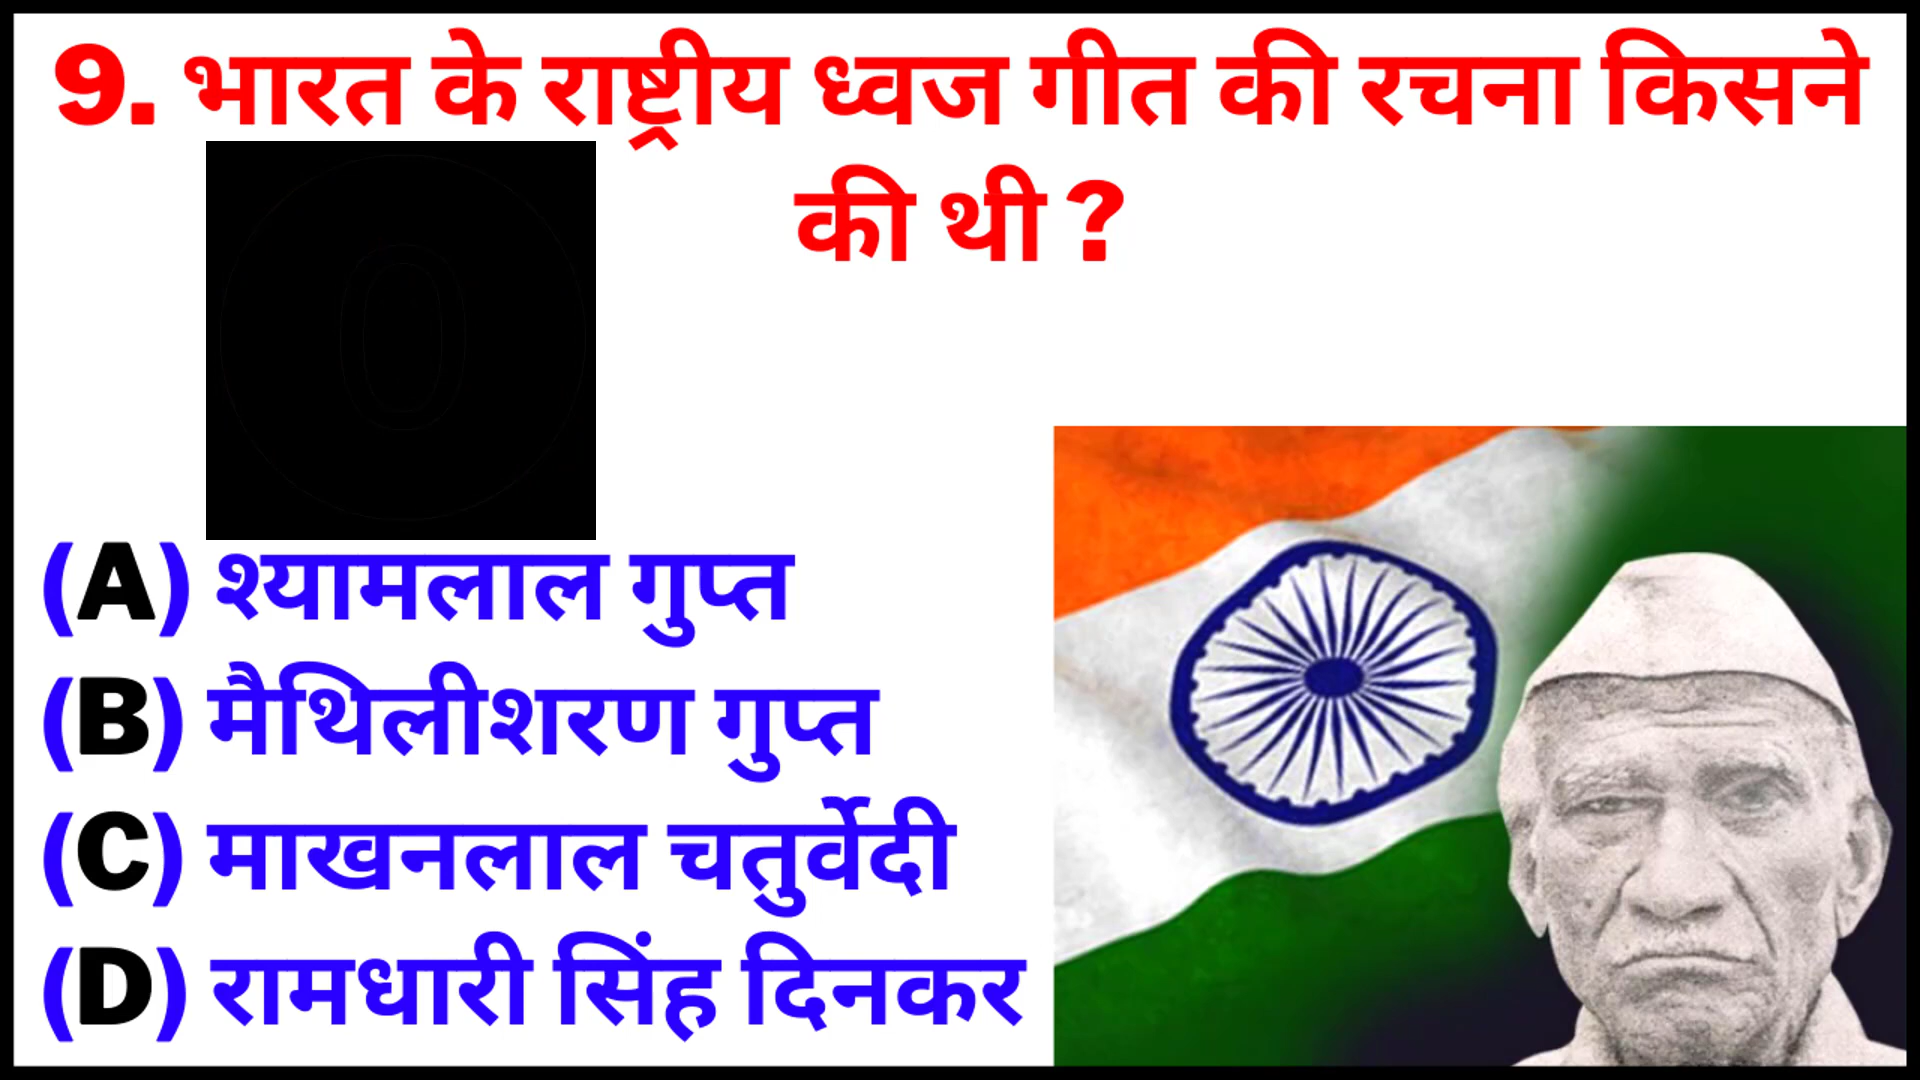 9. भारत के राष्ट्रीय ध्वज गीत की रचना किसने
की थी ?
0
(A) श्यामलाल गुप्त
(B) मैथिलीशरण गुप्त
(C) माखनलाल चतुर्वेदी
(D) रामधारी सिंह दिनकर